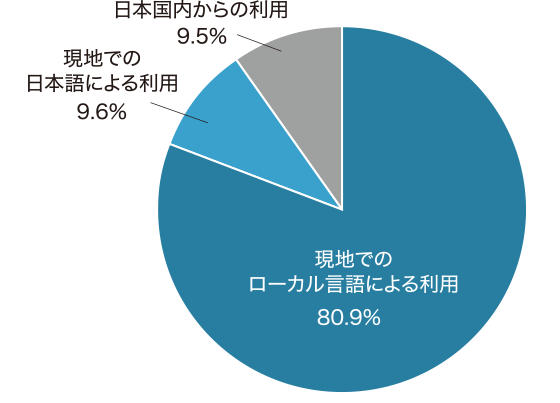 日本国内からの利用
9.5%
現地での
日本語による利用
9.6%
現地での
ローカル言語による利用
80.9%